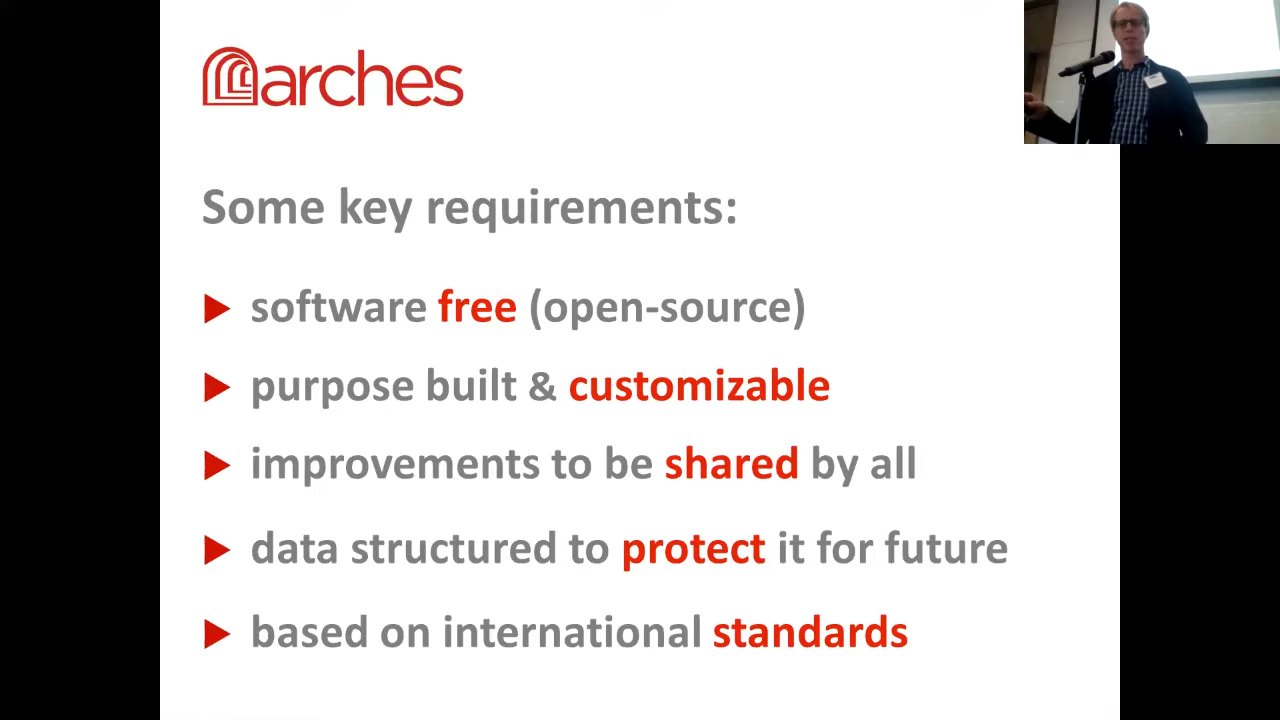 arches
Some key requirements:
software free (open-source)
purpose built & customizable
improvements to be shared by all
data structured to protect it for future
based on international standards